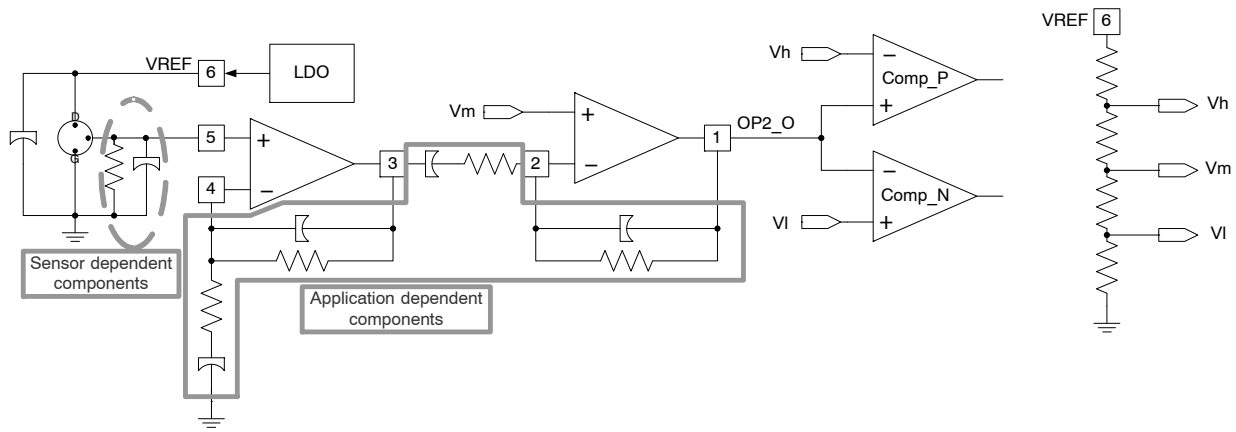 VREF 6
LDO
D
G
5
+
4
−
3
Vm
+
2
−
1
OP2_O
Vh
−
Comp_P
+
−
Comp_N
Vl
+
VREF 6
Vh
Vm
Vl
Sensor dependent
components
Application dependent
components